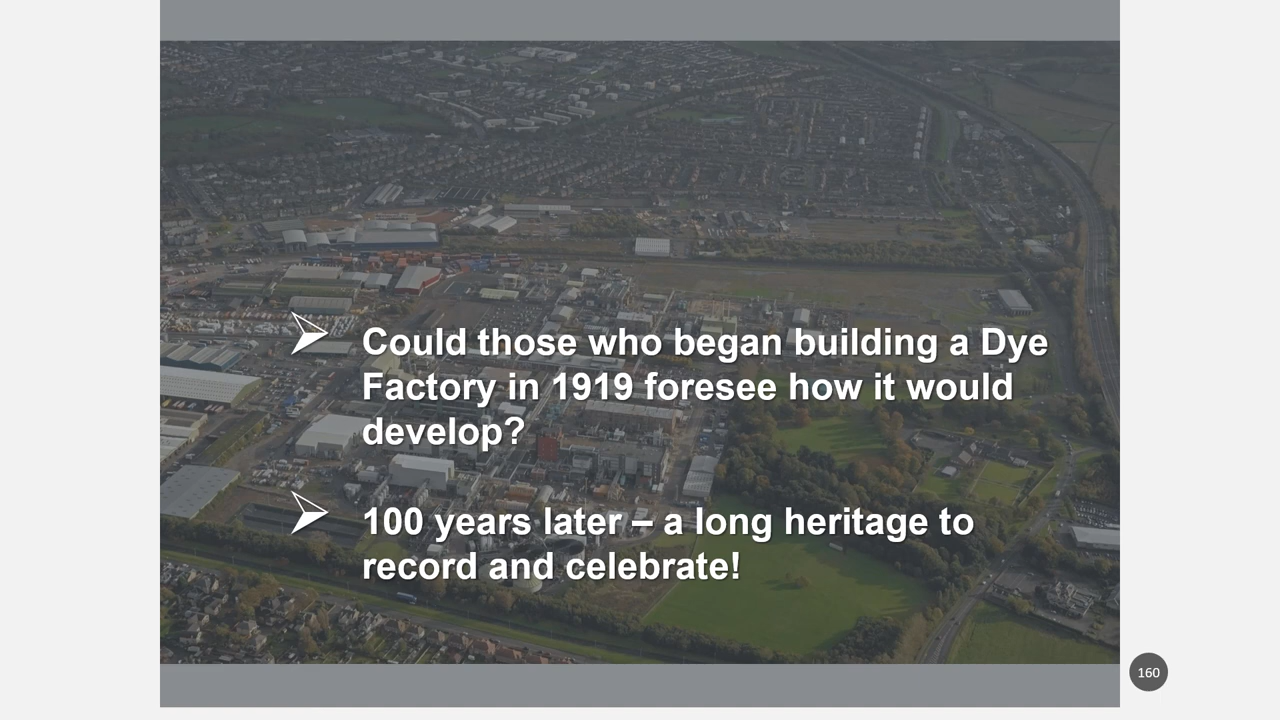 Could those who began building a Dye
Factory in 1919 foresee how it would
develop?
100 years later – a long heritage to
record and celebrate!
160